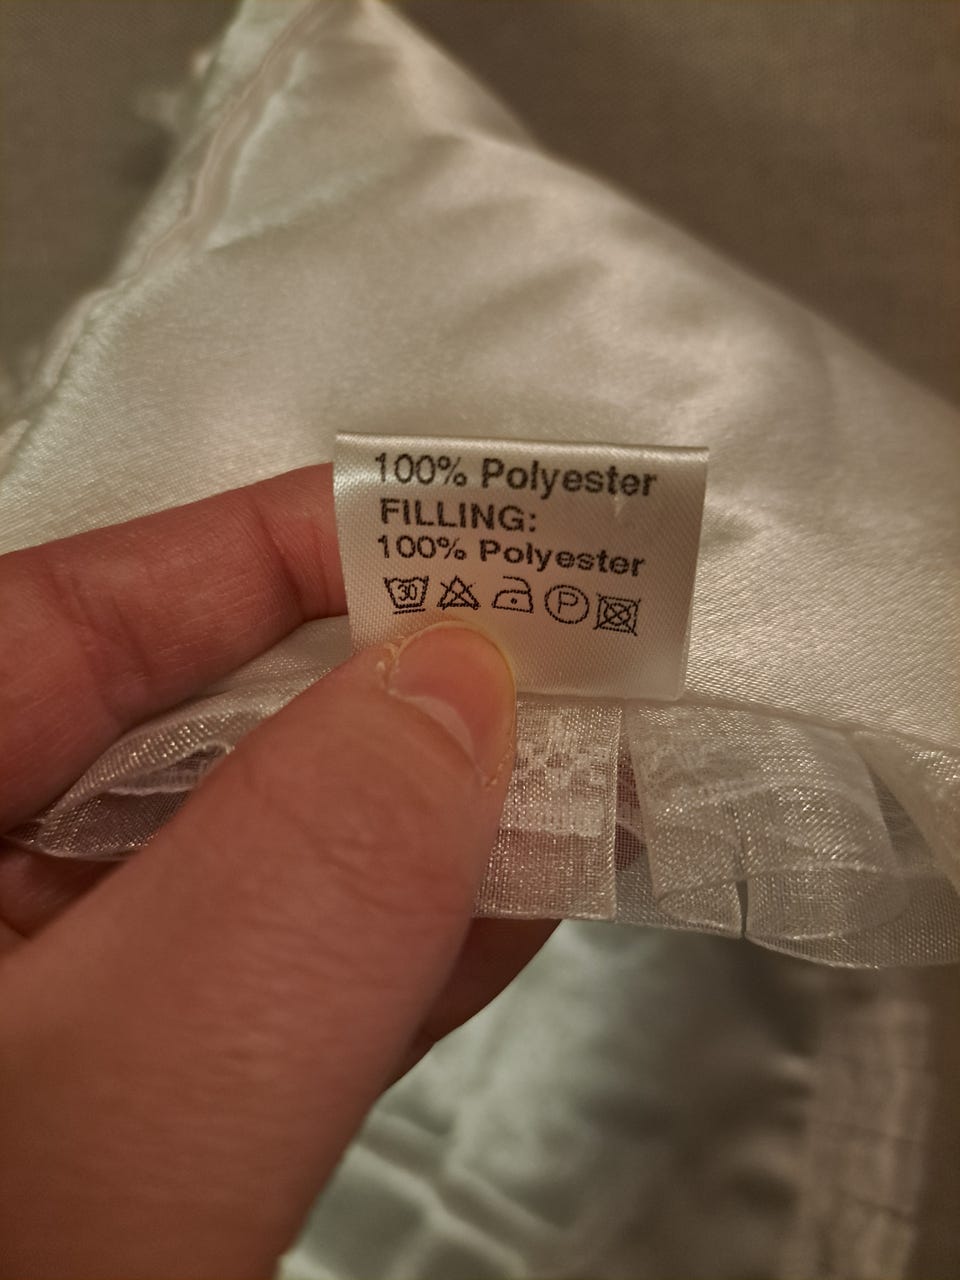 100% Polyester
FILLING:
100% Polyester
30 P